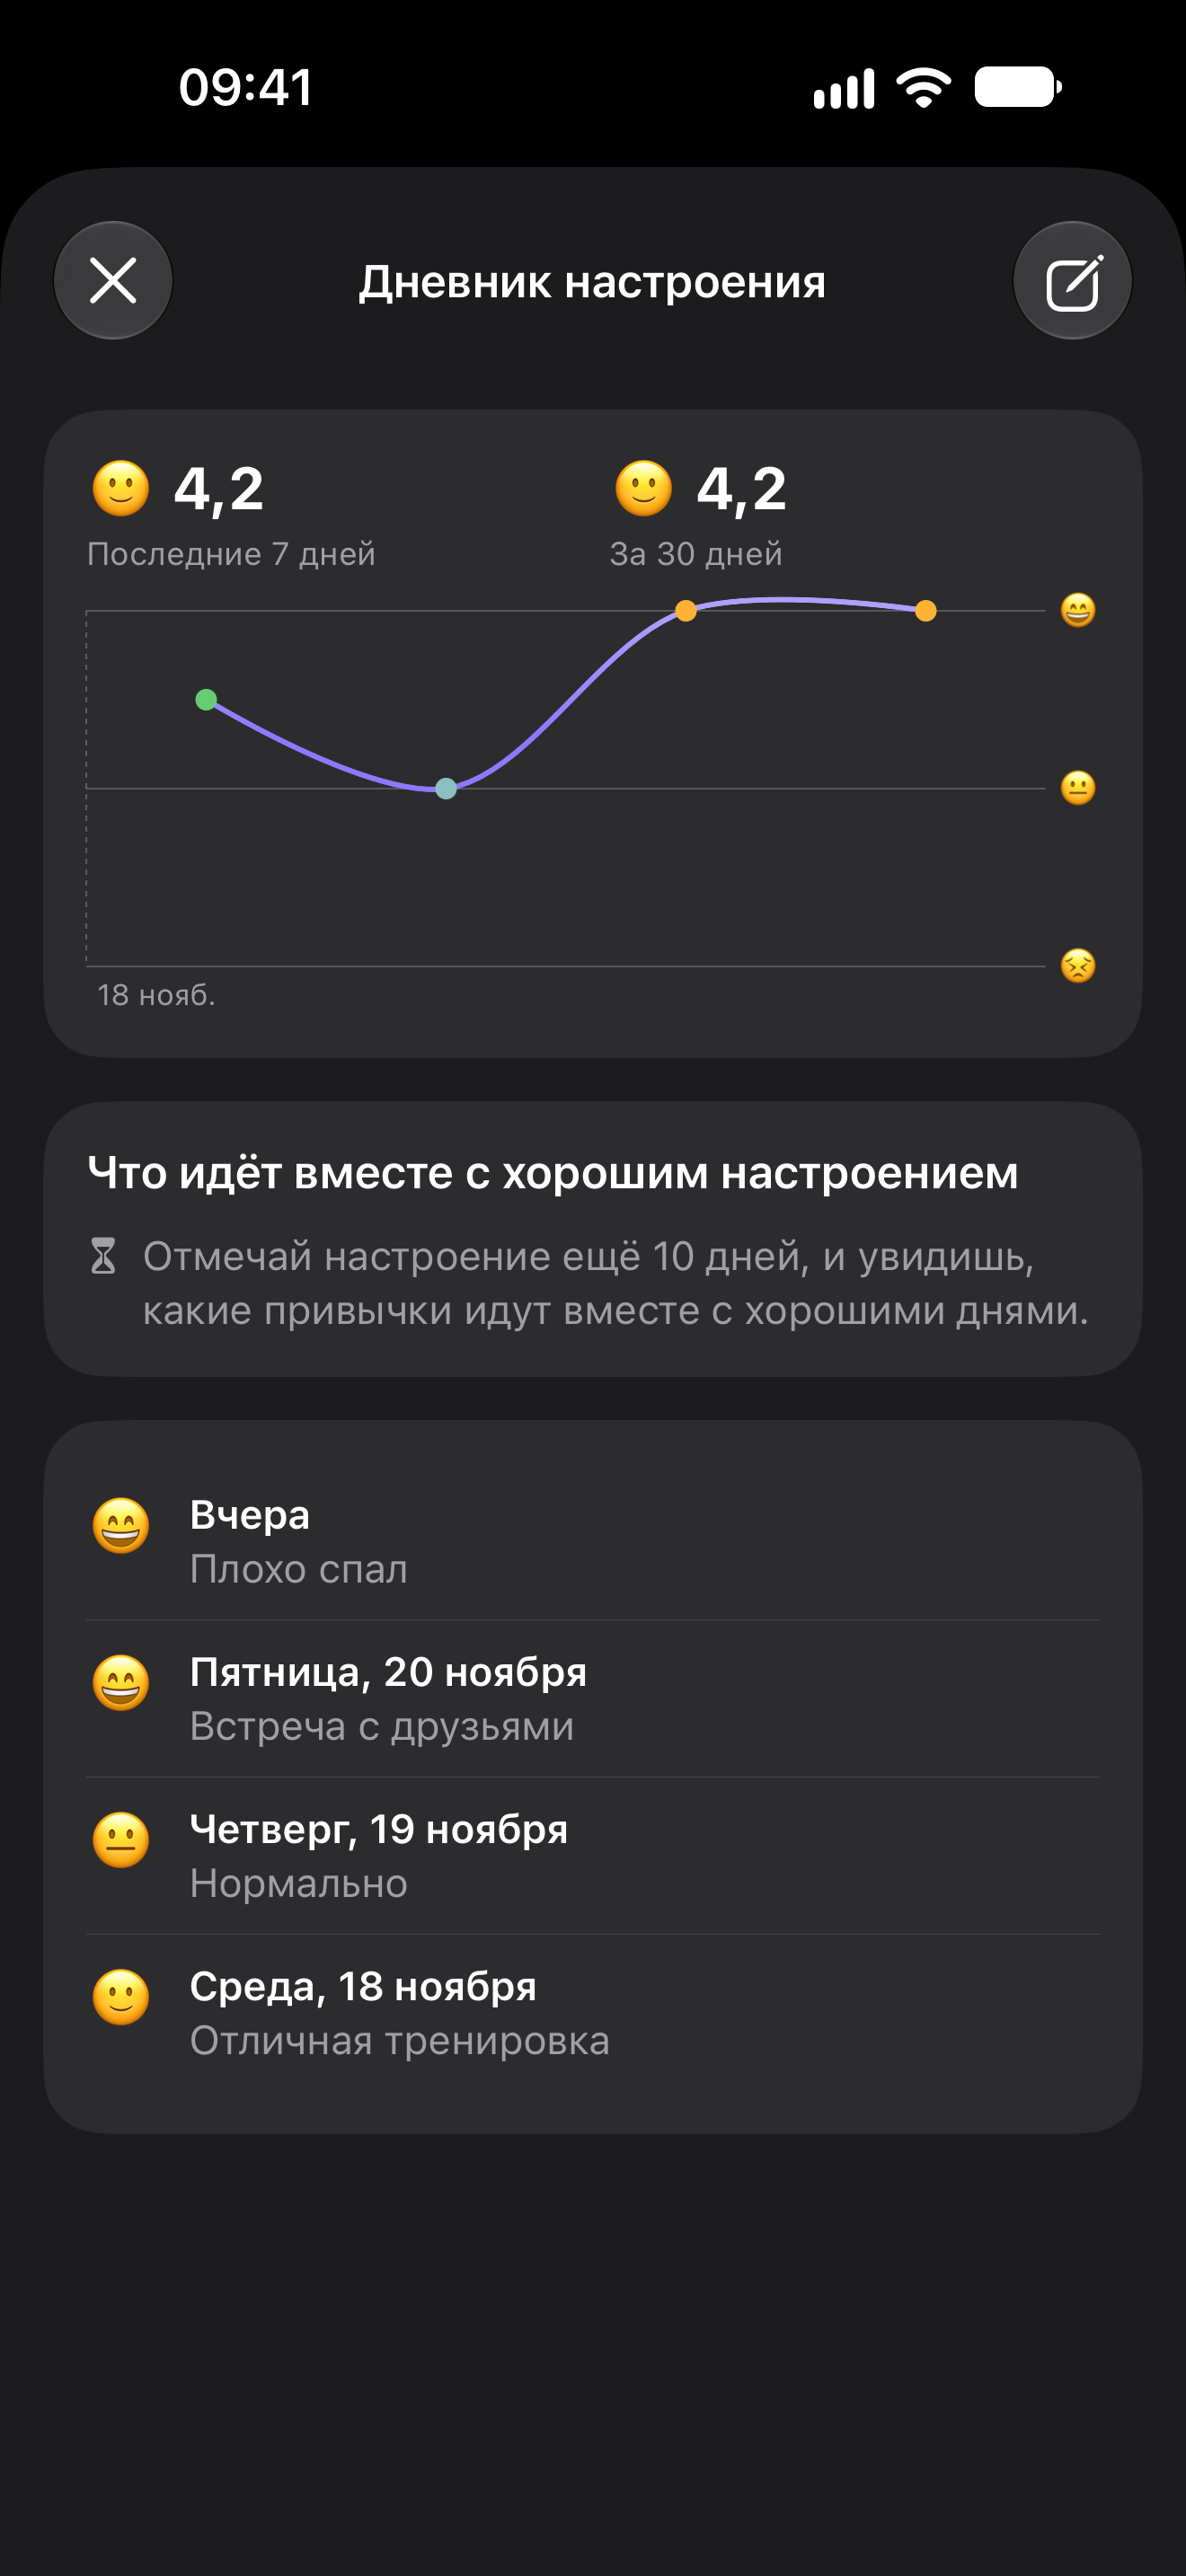 09:41
Дневник настроения
4,2
4,2
Последние 7 дней
За 30 дней
18 нояб.
Что идёт вместе с хорошим настроением
Отмечай настроение ещё 10 дней, и увидишь,
какие привычки идут вместе с хорошими днями.
Вчера
Плохо спал
Пятница, 20 ноября
Встреча с друзьями
Четверг, 19 ноября
Нормально
Среда, 18 ноября
Отличная тренировка